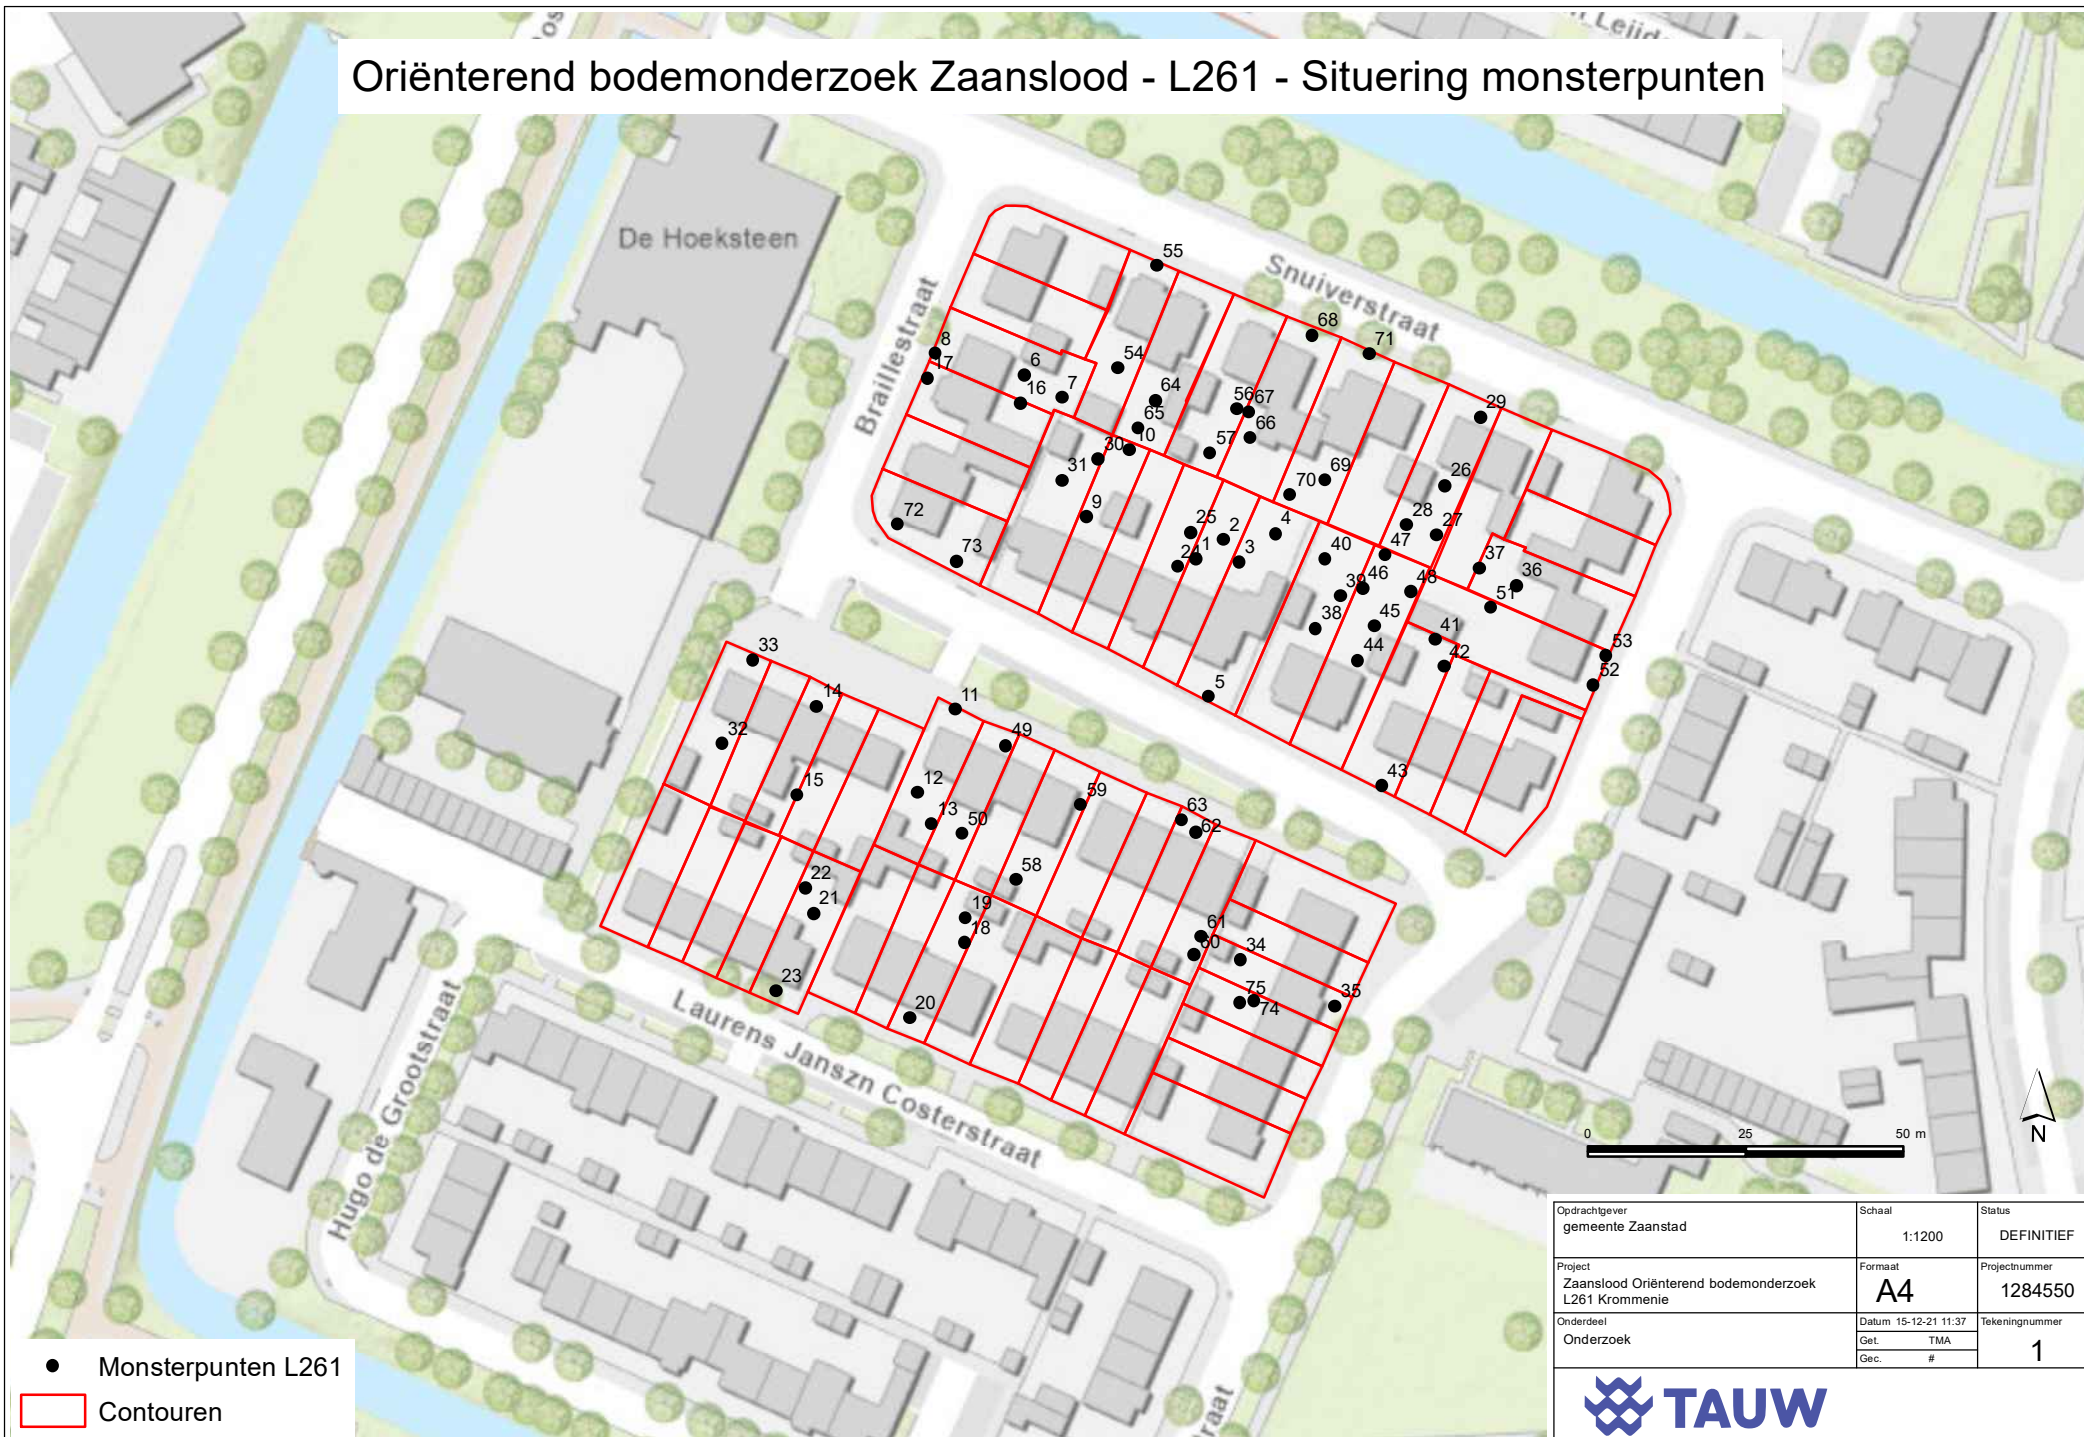 Oriënterend bodemonderzoek Zaanslood - L261 - Situering monsterpunten
De Hoeksteen
Braillestraat
Snuiverstraat
Laurens Janszn Costerstraat
Hugo de Grootstraat
raat
55
68
71
8
17
6
16
7
54
64
65
10
30
31
9
56
67
66
57
29
26
28
27
70
69
25
2
4
1
24
3
40
47
37
36
39
46
48
51
38
45
41
44
42
53
52
72
73
5
43
33
14
11
32
49
15
12
13
50
59
63
62
58
22
21
19
18
61
60
34
75
74
35
23
20
0 25 50 m
N
Opdrachtgever
gemeente Zaanstad
Schaal
1:1200
Status
DEFINITIEF
Project
Zaanslood Oriënterend bodemonderzoek
L261 Krommenie
Formaat
A4
Projectnummer
1284550
Onderdeel
Onderzoek
Datum 15-12-21 11:37
Get. TMA
Gec. #
Tekeningnummer
1
TAUW
Monsterpunten L261
Contouren